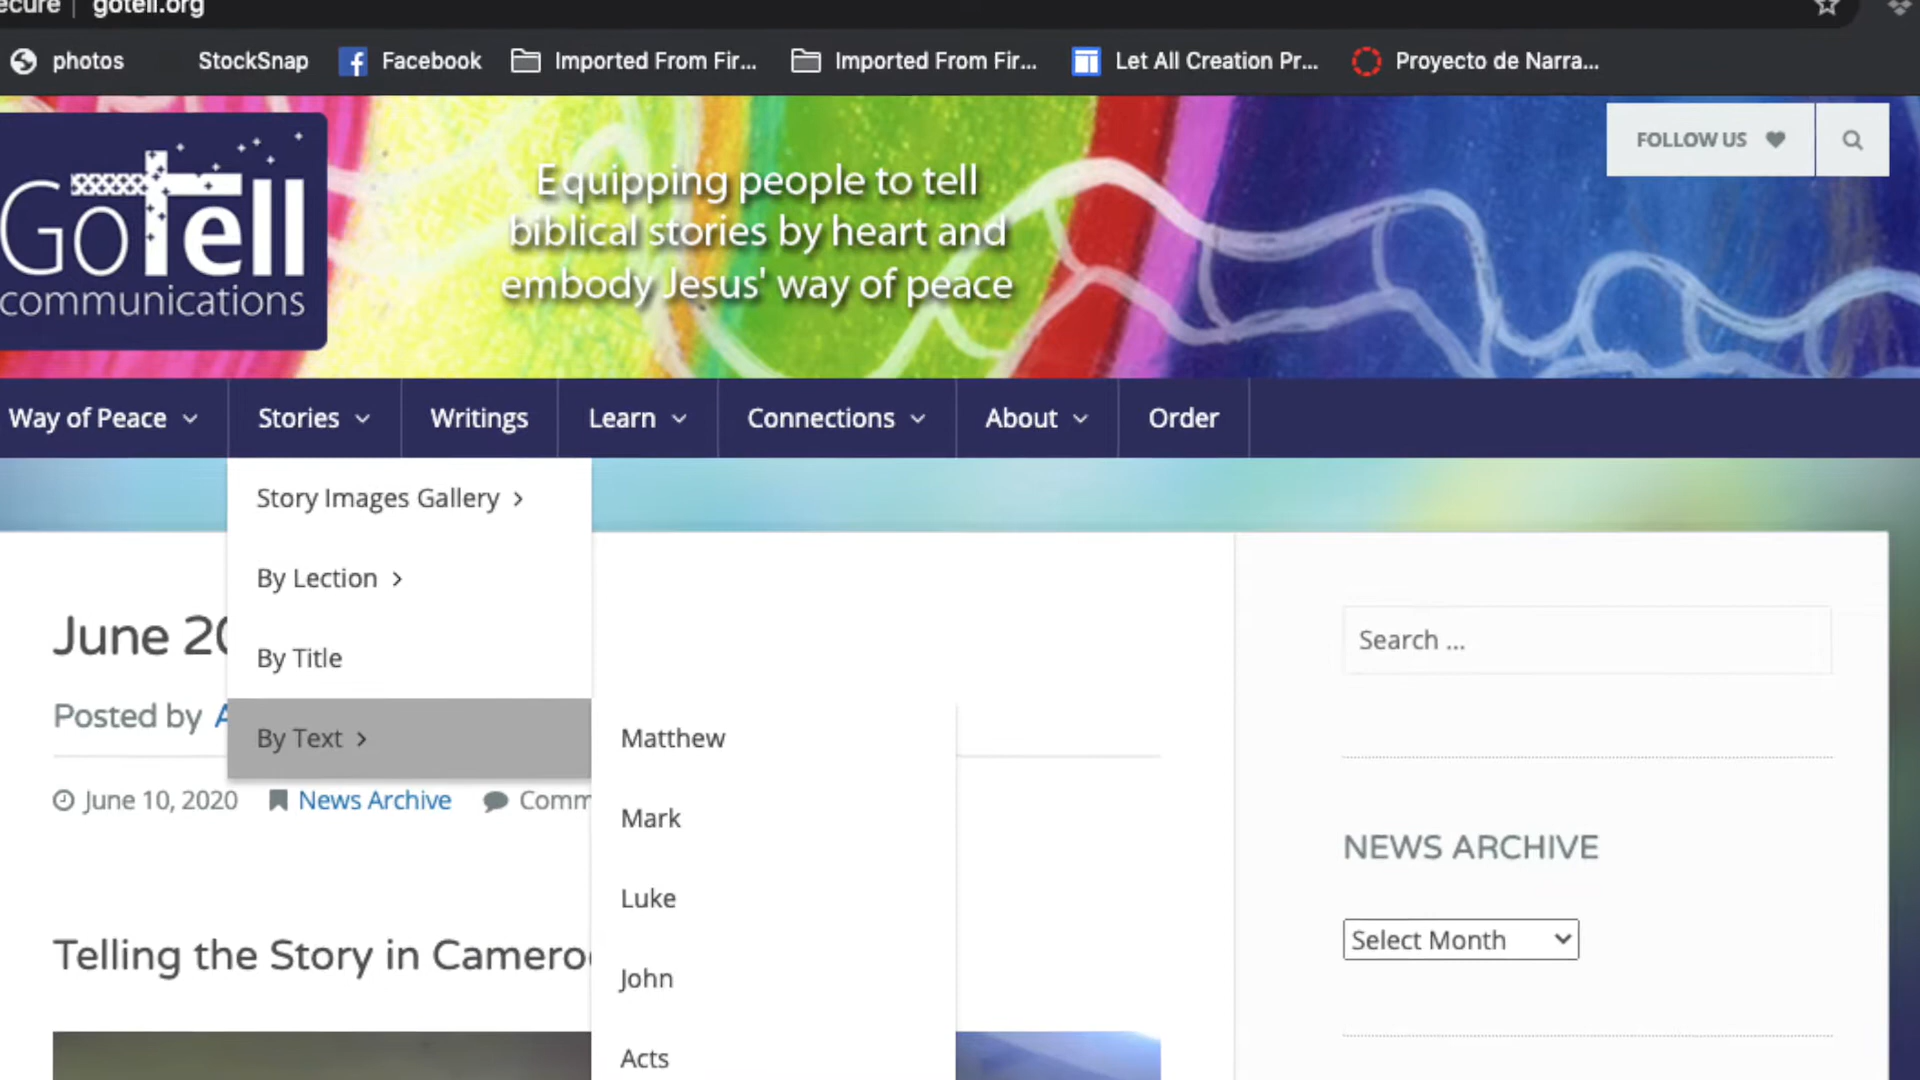 gotell.org
photos StockSnap Facebook Imported From Fir... Imported From Fir... Let All Creation Pr... Proyecto de Narra...
FOLLOW US
GoTell
communications
Equipping people to tell
biblical stories by heart and
embody Jesus' way of peace
Way of Peace Stories Writings Learn Connections About Order
Story Images Gallery
By Lection
By Title
By Text
Matthew
Mark
Luke
John
Acts
June 20
Posted by A
June 10, 2020 News Archive Comm
Telling the Story in Camero
Search ...
NEWS ARCHIVE
Select Month